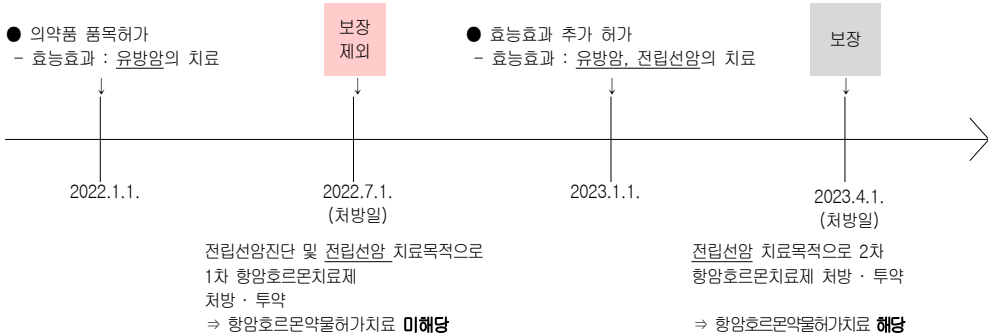 ● 의약품 품목허가
- 효능효과 : 유방암의 치료
보장
제외
● 효능효과 추가 허가
- 효능효과 : 유방암, 전립선암의 치료
보장
↓
↓
↓
↓
2022.1.1.
2022.7.1.
(처방일)
2023.1.1.
2023.4.1.
(처방일)
전립선암진단 및 전립선암 치료목적으로
1차 항암호르몬치료제
처방 · 투약
⇒ 항암호르몬약물허가치료 미해당
전립선암 치료목적으로 2차
항암호르몬치료제 처방 · 투약
⇒ 항암호르몬약물허가치료 해당